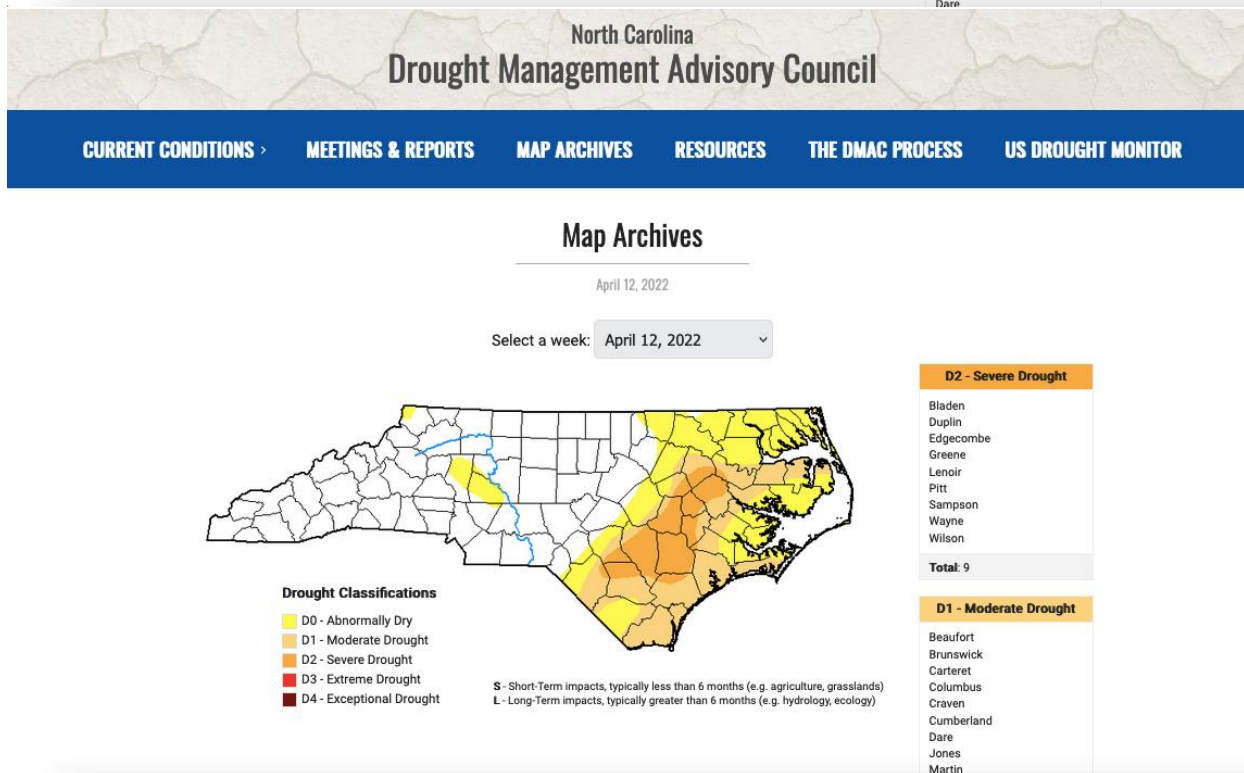 Dare
North Carolina
Drought Management Advisory Council
CURRENT CONDITIONS ›
MEETINGS & REPORTS
MAP ARCHIVES
RESOURCES
THE DMAC PROCESS
US DROUGHT MONITOR
Map Archives
April 12, 2022
Select a week: April 12, 2022
Drought Classifications
D0 - Abnormally Dry
D1 - Moderate Drought
D2 - Severe Drought
D3 - Extreme Drought
D4 - Exceptional Drought
S - Short-Term impacts, typically less than 6 months (e.g. agriculture, grasslands)
L - Long-Term impacts, typically greater than 6 months (e.g. hydrology, ecology)
D2 - Severe Drought
Bladen
Duplin
Edgecombe
Greene
Lenoir
Pitt
Sampson
Wayne
Wilson
Total: 9
D1 - Moderate Drought
Beaufort
Brunswick
Carteret
Columbus
Craven
Cumberland
Dare
Jones
Martin